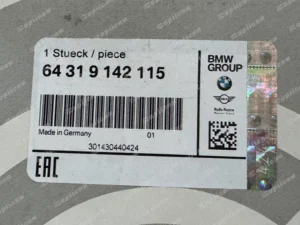 1 Stueck / piece
BMW
GROUP
64 31 9 142 115
Made in Germany
01
301430440424
EAC